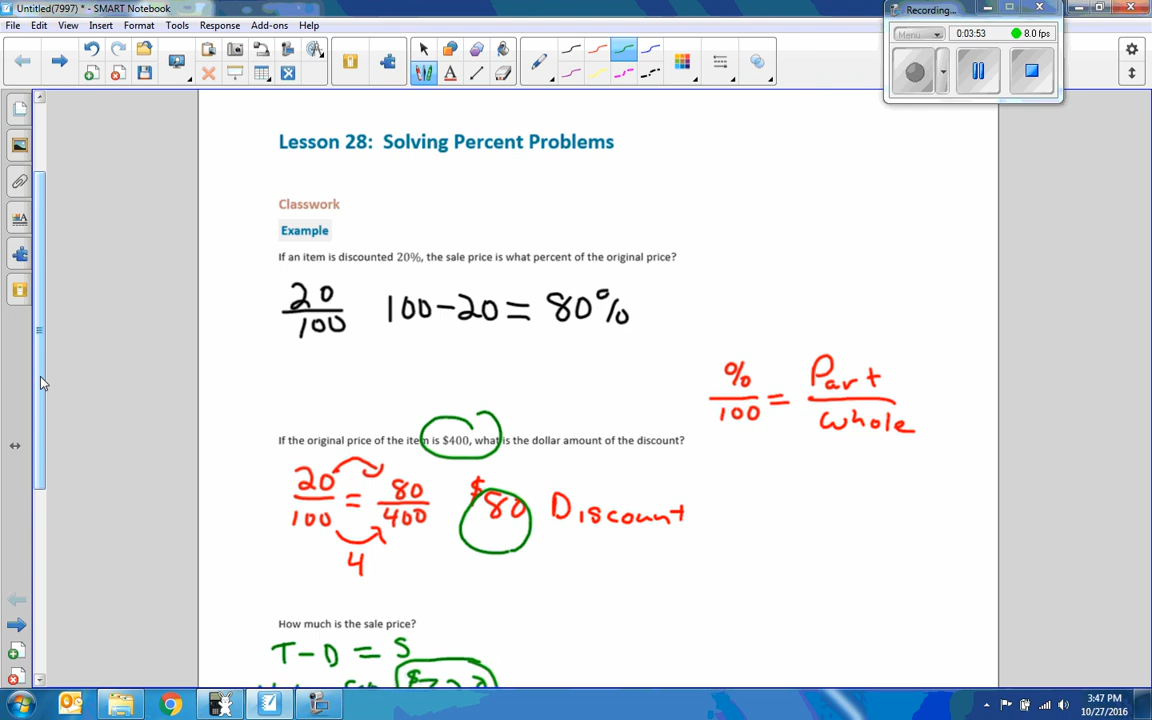 Untitled(7997) * - SMART Notebook
File Edit View Insert Format Tools Response Add-ons Help
Recording...
Menu 0:03:53 8.0 fps
Lesson 28: Solving Percent Problems
Classwork
Example
If an item is discounted 20%, the sale price is what percent of the original price?
20/100 100-20= 80%
%/100 = Part/whole
If the original price of the item is $400, what is the dollar amount of the discount?
20/100 = 80/400 $80 Discount
4
How much is the sale price?
T-D = S
3:47 PM
10/27/2016